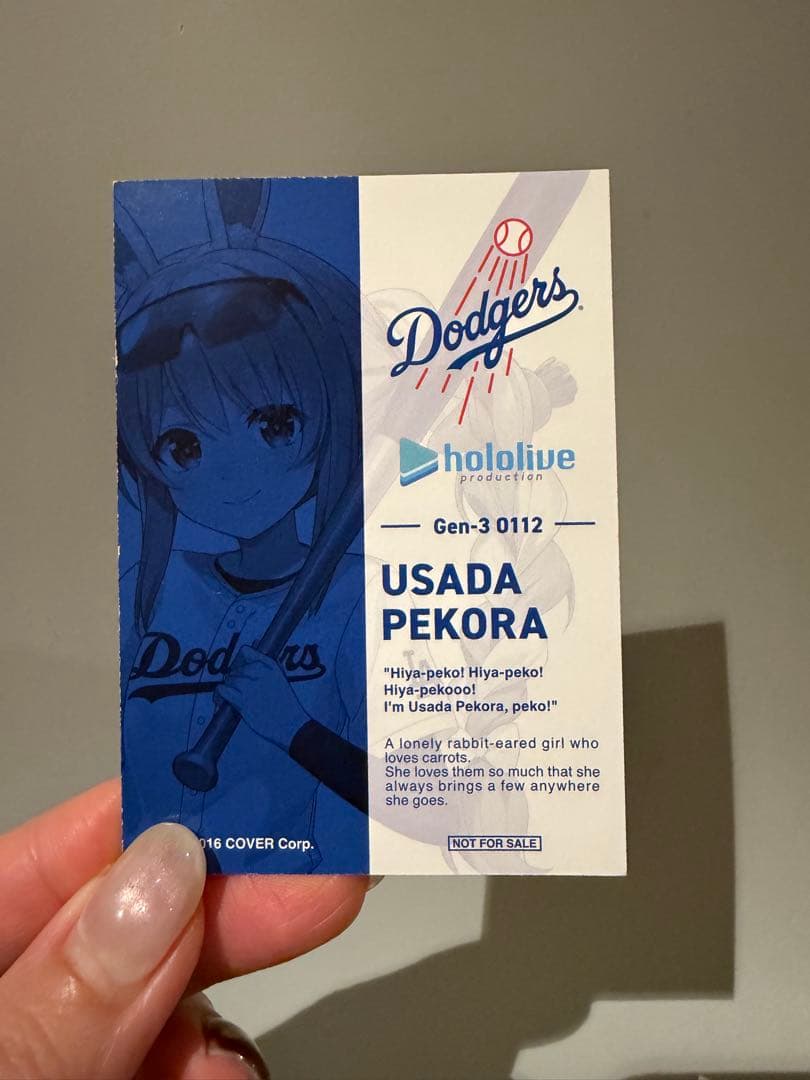 Dodgers
hololive
production
Gen-3 0112
USADA
PEKORA
"Hiya-peko! Hiya-peko!
Hiya-pekooo!
I'm Usada Pekora, peko!"
A lonely rabbit-eared girl who
loves carrots.
She loves them so much that she
always brings a few anywhere
she goes.
NOT FOR SALE
Dod rs
016 COVER Corp.